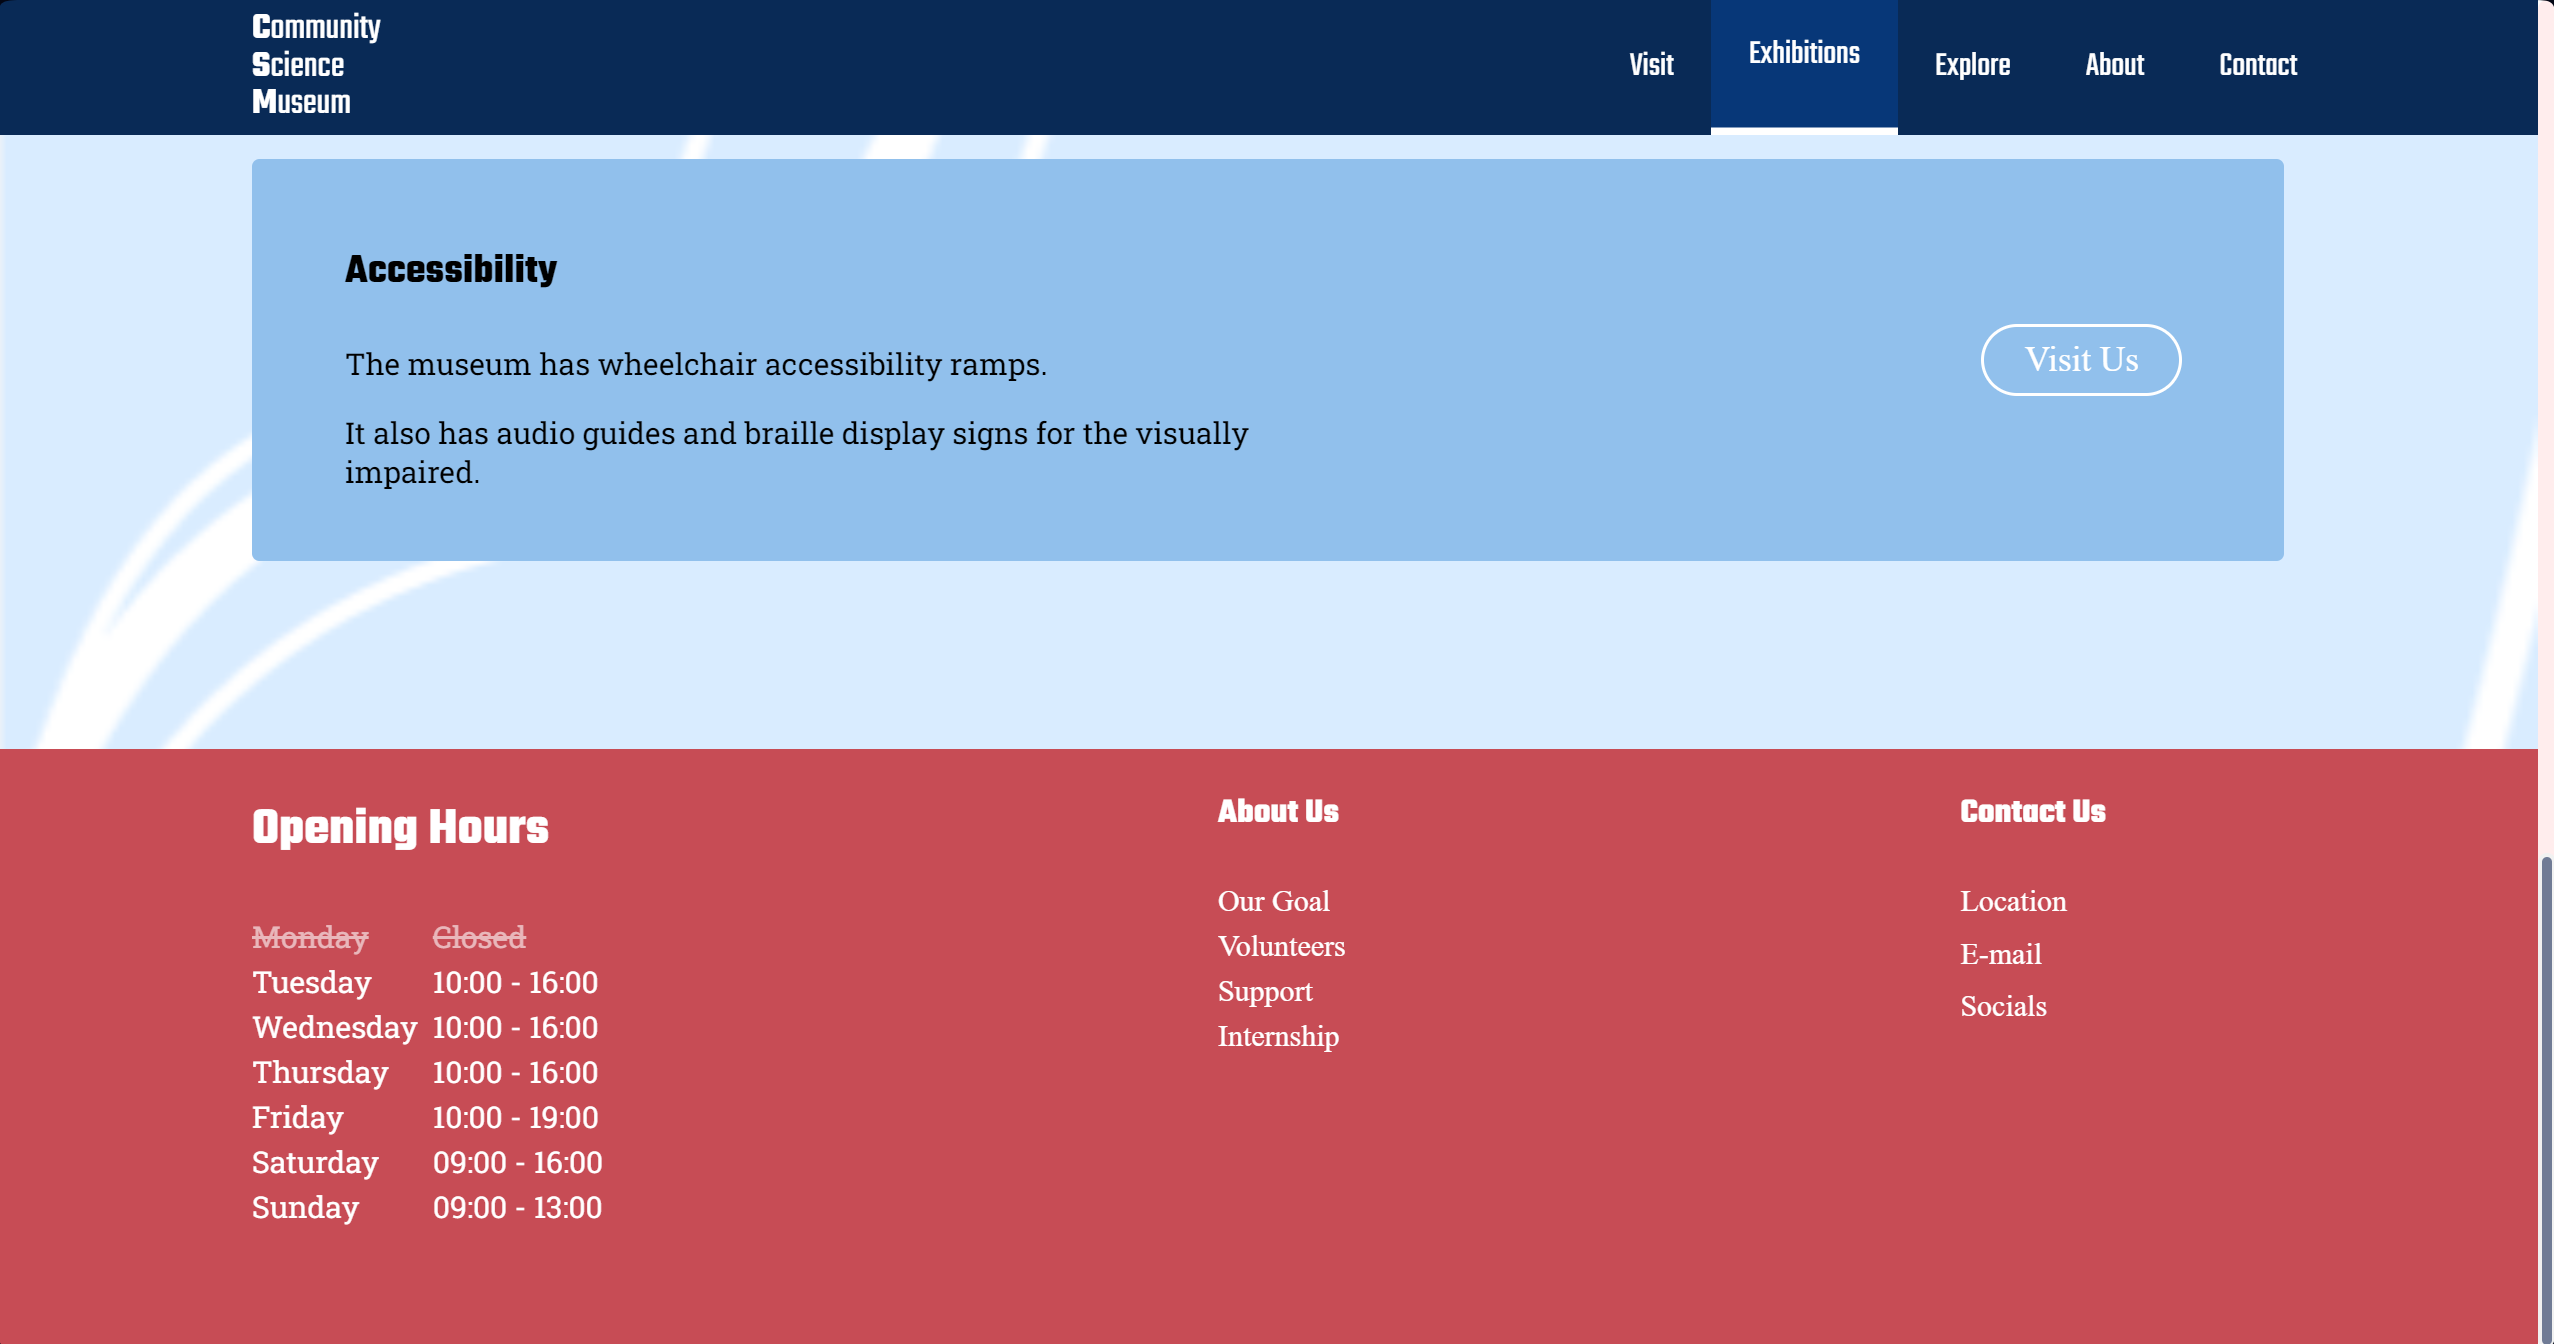 Community
Science
Museum
Visit
Exhibitions
Explore
About
Contact
Accessibility
The museum has wheelchair accessibility ramps.
It also has audio guides and braille display signs for the visually
impaired.
Visit Us
Opening Hours
Monday Closed
Tuesday 10:00 - 16:00
Wednesday 10:00 - 16:00
Thursday 10:00 - 16:00
Friday 10:00 - 19:00
Saturday 09:00 - 16:00
Sunday 09:00 - 13:00
About Us
Our Goal
Volunteers
Support
Internship
Contact Us
Location
E-mail
Socials